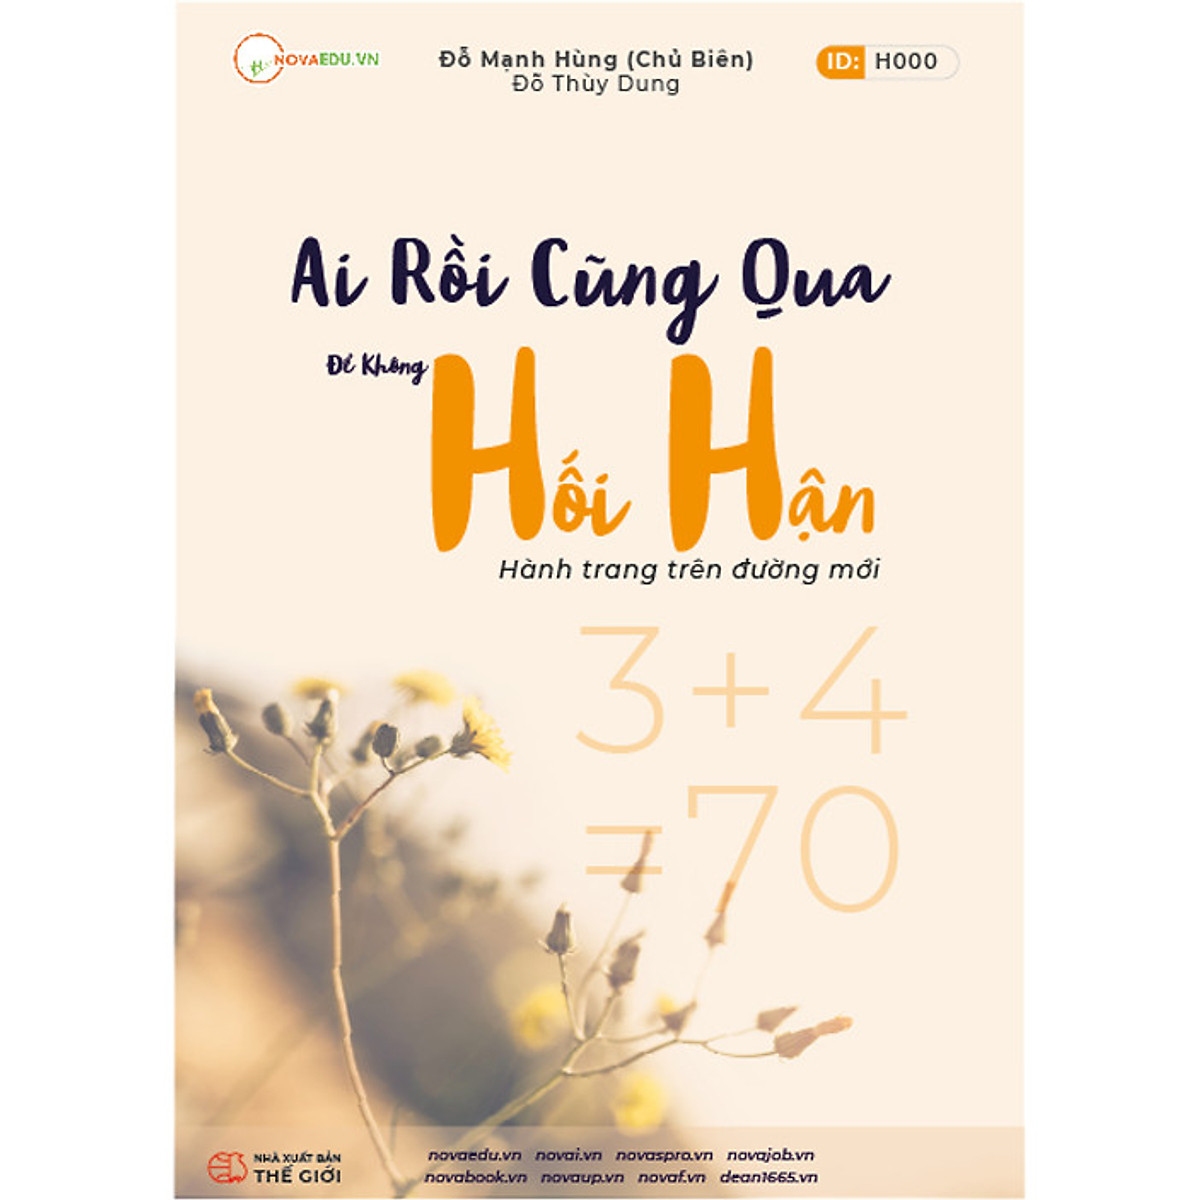 NOVAEDU.VN
Đỗ Mạnh Hùng (Chủ Biên)
Đỗ Thùy Dung
ID: H000
Ai Rồi Cũng Qua
Để Không
Hối Hận
Hành trang trên đường mới
3+4
=70
NHÀ XUẤT BẢN
THẾ GIỚI
novaedu.vn novai.vn novaspro.vn novajob.vn
novabook.vn novaup.vn novaf.vn dean1665.vn